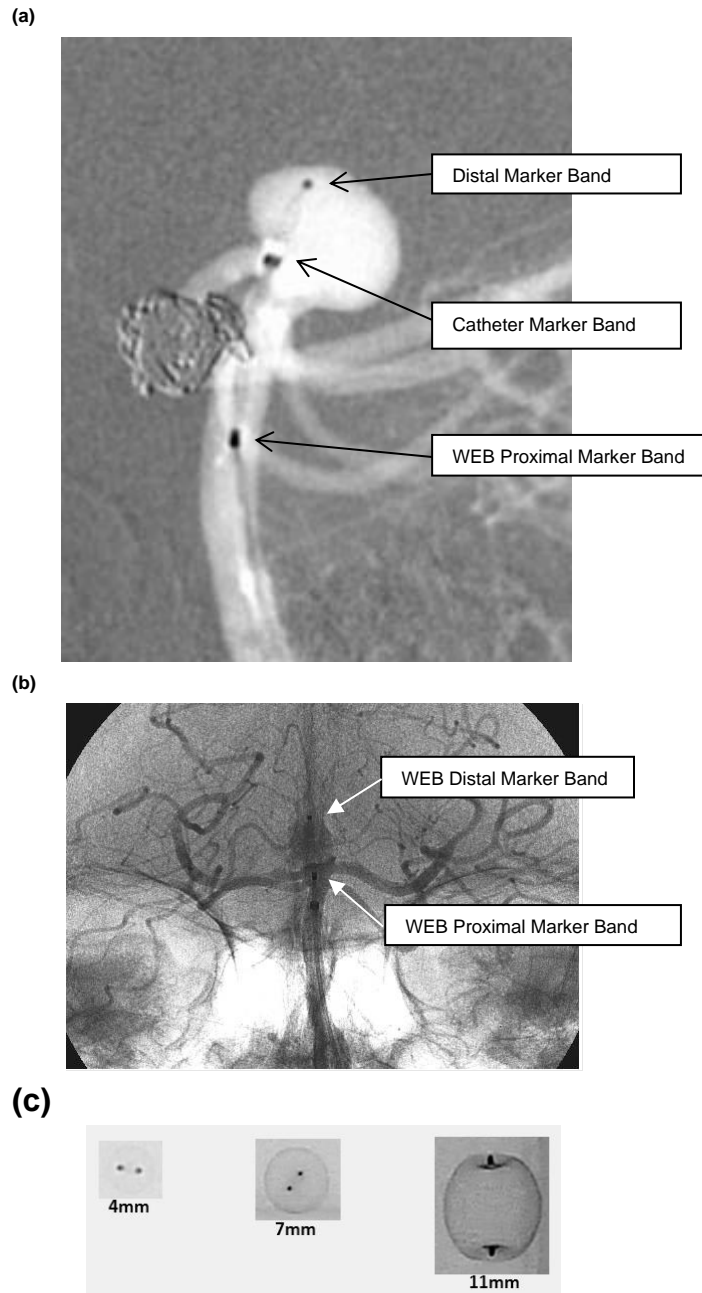 (a)
Distal Marker Band
Catheter Marker Band
WEB Proximal Marker Band
(b)
WEB Distal Marker Band
WEB Proximal Marker Band
(c)
4mm
7mm
11mm